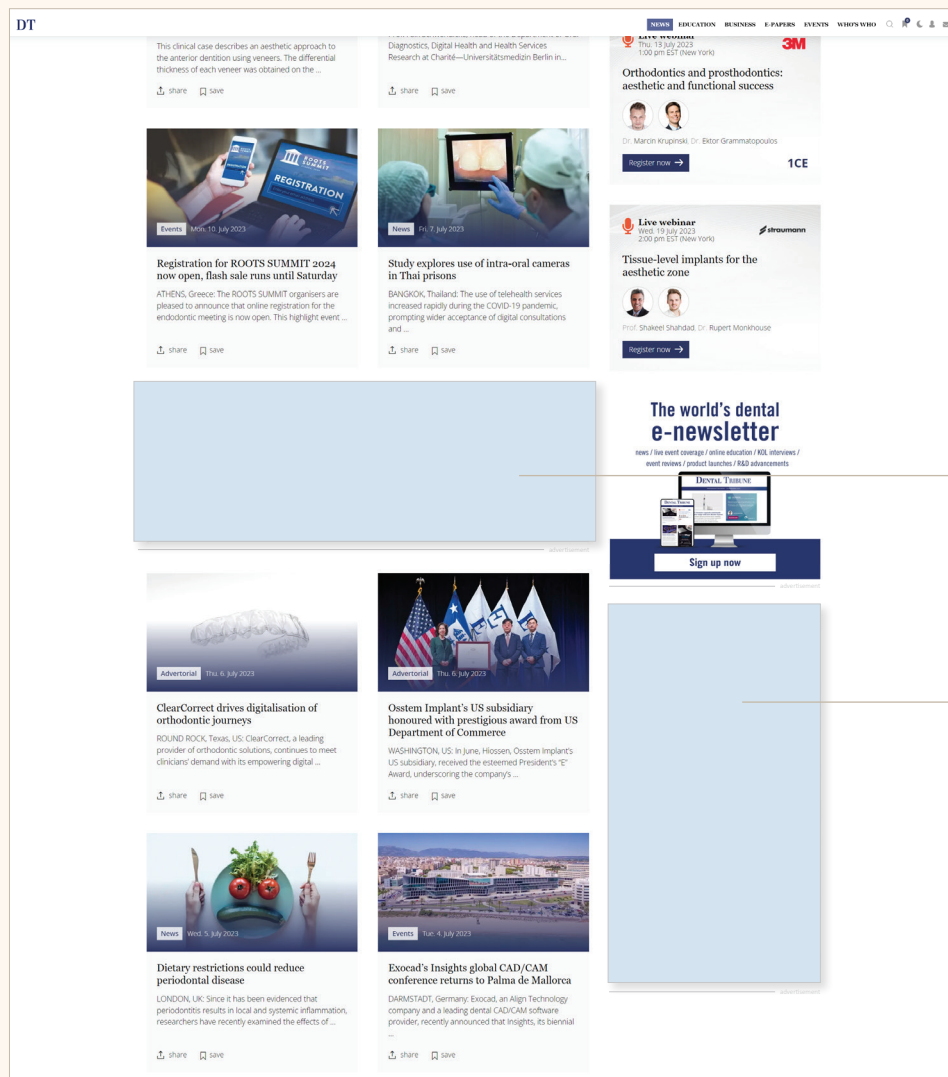 DT
NEWS EDUCATION BUSINESS E-PAPERS EVENTS WHO'S WHO
This clinical case describes an aesthetic approach to
the anterior dentition using veneers. The differential
thickness of each veneer was obtained on the ...
share save
Diagnostics, Digital Health and Health Services
Research at Charité—Universitätsmedizin Berlin in...
share save
Live webinar
Thu. 13 July 2023
1:00 pm EST (New York)
3M
Orthodontics and prosthodontics:
aesthetic and functional success
Dr. Marcin Krupinski, Dr. Ektor Grammatopoulos
Register now
1CE
ROOTS
SUMMIT
REGISTRATION
Events Mon. 10. July 2023
Registration for ROOTS SUMMIT 2024
now open, flash sale runs until Saturday
ATHENS, Greece: The ROOTS SUMMIT organisers are
pleased to announce that online registration for the
endodontic meeting is now open. This highlight event ...
share save
News Fri. 7. July 2023
Study explores use of intra-oral cameras
in Thai prisons
BANGKOK, Thailand: The use of telehealth services
increased rapidly during the COVID-19 pandemic,
prompting wider acceptance of digital consultations
and ...
share save
Live webinar
Wed. 19 July 2023
2:00 pm EST (New York)
straumann
Tissue-level implants for the
aesthetic zone
Prof. Shakeel Shahdad, Dr. Rupert Monkhouse
Register now
The world's dental
e-newsletter
news / live event coverage / online education / KOL interviews /
event reviews / product launches / R&D advancements
DENTAL TRIBUNE
DENTAL TRIBUNE
Sign up now
advertisement
advertisement
Advertorial Thu. 6. July 2023
ClearCorrect drives digitalisation of
orthodontic journeys
ROUND ROCK, Texas, US: ClearCorrect, a leading
provider of orthodontic solutions, continues to meet
clinicians' demand with its empowering digital ...
share save
Advertorial Thu. 6. July 2023
Osstem Implant's US subsidiary
honoured with prestigious award from US
Department of Commerce
WASHINGTON, US: In June, Hiossen, Osstem Implant's
US subsidiary, received the esteemed President's "E"
Award, underscoring the company's ...
share save
News Wed. 5. July 2023
Dietary restrictions could reduce
periodontal disease
LONDON, UK: Since it has been evidenced that
periodontitis results in local and systemic inflammation,
researchers have recently examined the effects of ...
share save
Events Tue. 4. July 2023
Exocad's Insights global CAD/CAM
conference returns to Palma de Mallorca
DARMSTADT, Germany: Exocad, an Align Technology
company and a leading dental CAD/CAM software
provider, recently announced that Insights, its biennial
...
share save
advertisement